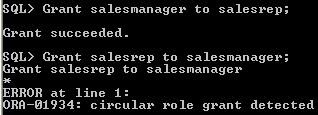 SQL> Grant salesmanager to salesrep;
Grant succeeded.
SQL> Grant salesrep to salesmanager;
Grant salesrep to salesmanager
*
ERROR at line 1:
ORA-01934: circular role grant detected